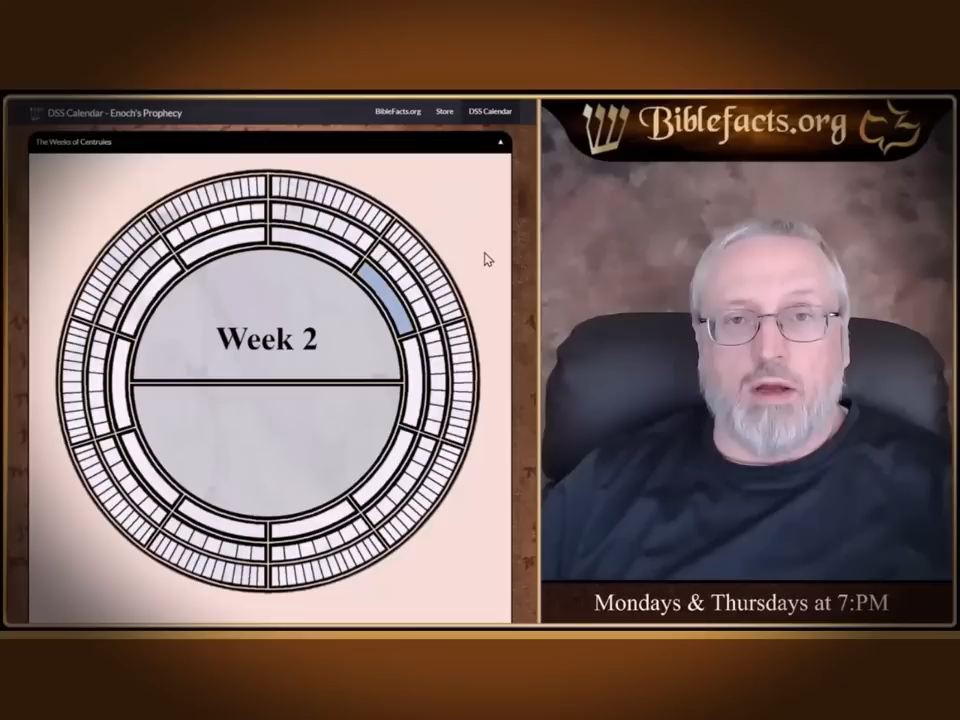 DSS Calendar - Enoch's Prophecy
BibleFacts.org
Store
DSS Calendar
The Weeks of Centruies
Week 2
ש Biblefacts.org
Mondays & Thursdays at 7:PM